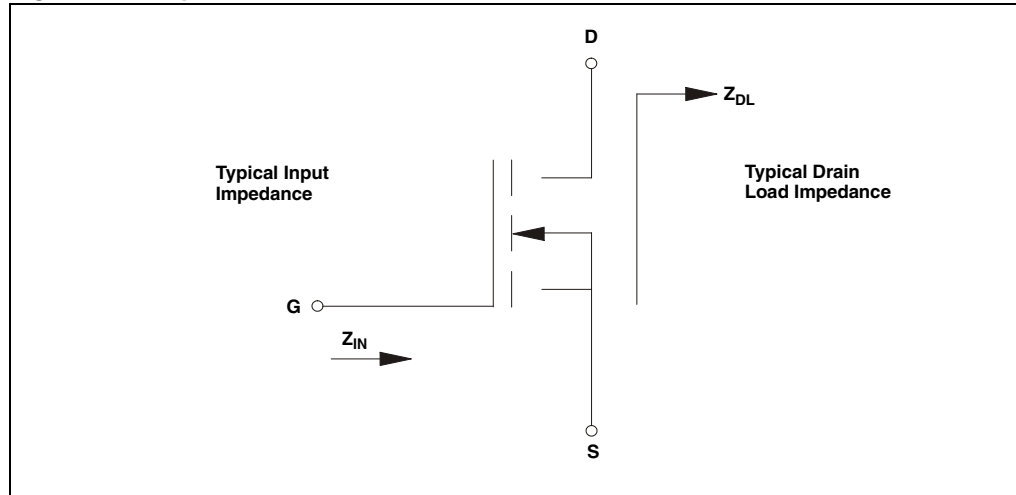 D
Z_DL
Typical Input
Impedance
Typical Drain
Load Impedance
G
Z_IN
S